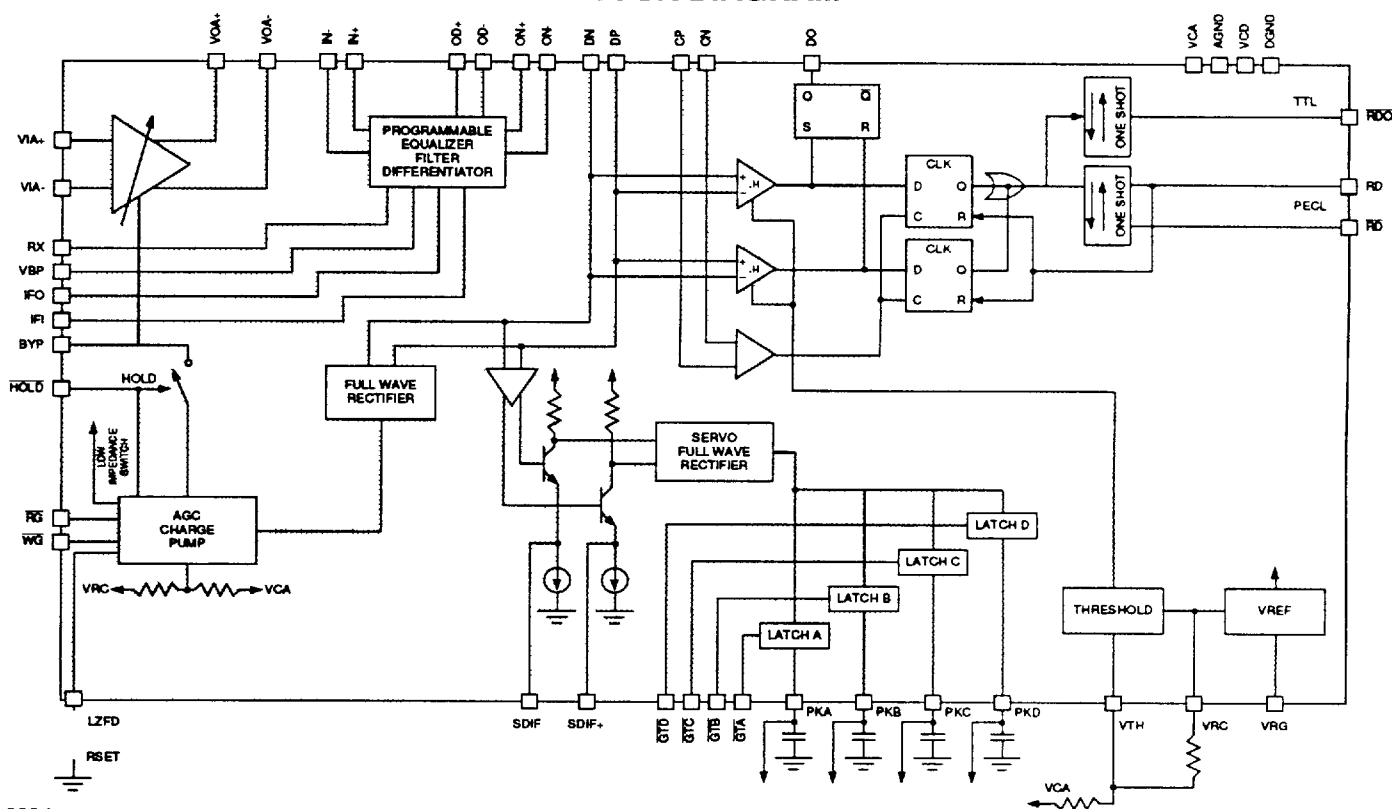 VOA+
VOA-
IN-
IN+
OD+
OD-
CN+
CN-
DN
DP
CP
CN
DO
VCA
AGND
VCD
DGND
VIA+
VIA-
RX
VBP
IFO
IFI
BYP
HOLD
RG
WG
PROGRAMMABLE
EQUALIZER
FILTER
DIFFERENTIATOR
Q
Q
S
R
+
-
.H
+
-
.H
CLK
D
Q
C
R
CLK
D
Q
C
R
ONE SHOT
ONE SHOT
TTL
PECL
RDO
RD
RD
HOLD
LOW
IMPEDANCE
SWITCH
FULL WAVE
RECTIFIER
SERVO
FULL WAVE
RECTIFIER
AGC
CHARGE
PUMP
VRC
VCA
LATCH D
LATCH C
LATCH B
LATCH A
THRESHOLD
VREF
LZFD
SDIF
SDIF+
GTD
GTC
GTB
GTA
PKA
PKB
PKC
PKD
VTH
VRC
VRG
RSET
VCA